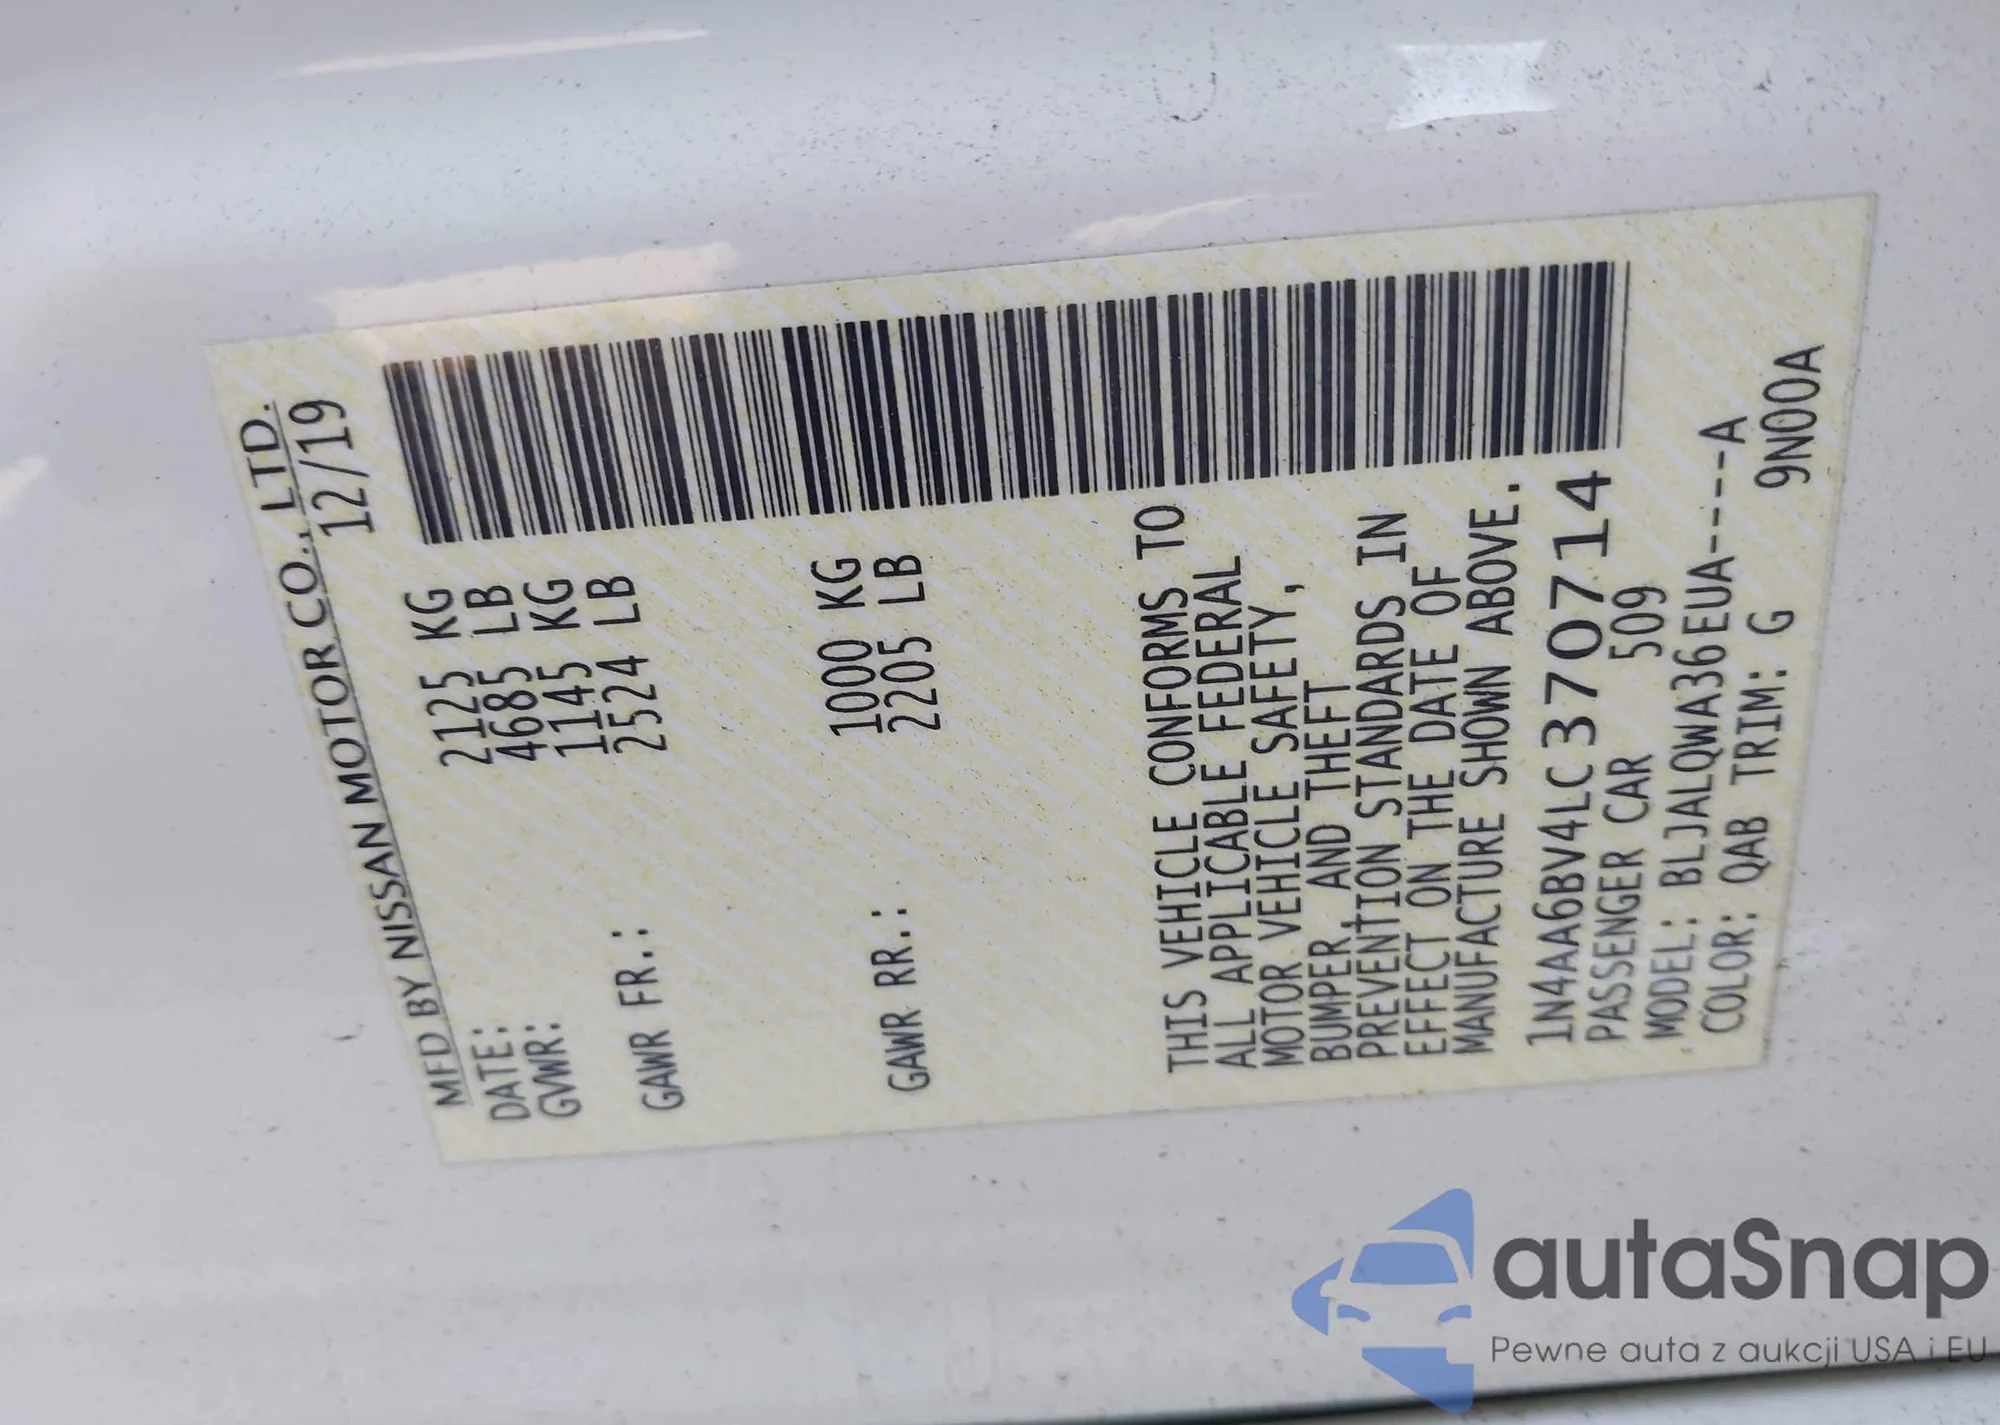 MFD BY NISSAN MOTOR CO., LTD.
DATE: 12/19
GVWR: 2125 KG
4685 LB
GAWR FR.: 1145 KG
2524 LB
GAWR RR.: 1000 KG
2205 LB
THIS VEHICLE CONFORMS TO
ALL APPLICABLE FEDERAL
MOTOR VEHICLE SAFETY,
BUMPER, AND THEFT
PREVENTION STANDARDS IN
EFFECT ON THE DATE OF
MANUFACTURE SHOWN ABOVE.
1N4AA6BV4LC370714
PASSENGER CAR 509
MODEL: BLJALQWA36EUA----A
COLOR: QAB TRIM: G 9N00A
autaSnap
Pewne auta z aukcji USA i EU